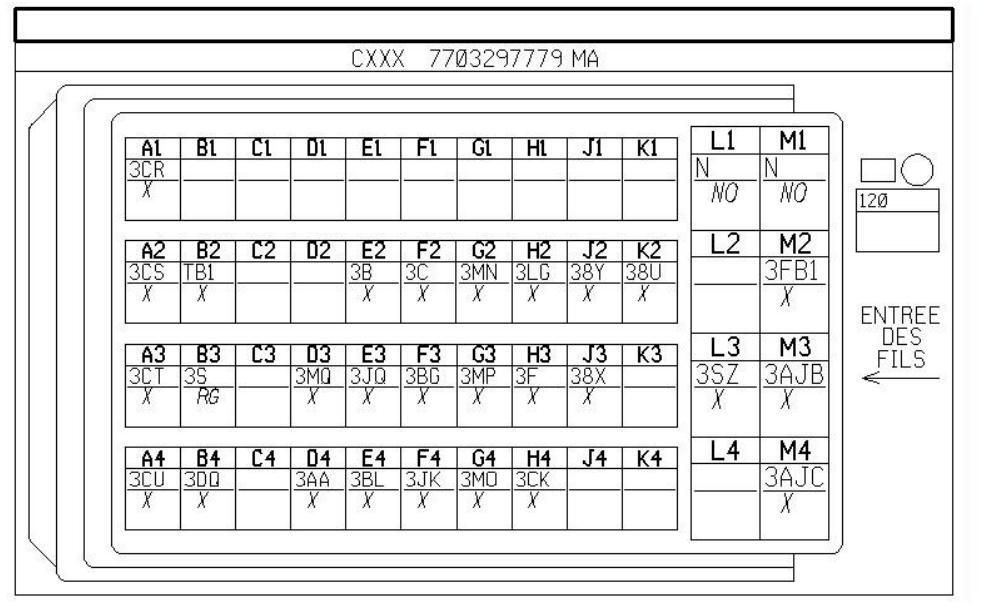 CXXX 7703297779 MA
A1 B1 C1 D1 E1 F1 G1 H1 J1 K1 L1 M1
3CR N N
X NO NO
120
A2 B2 C2 D2 E2 F2 G2 H2 J2 K2 L2 M2
3CS TB1 3B 3C 3MN 3LG 38Y 38U 3FB1
X X X X X X X X X
ENTREE
DES
FILS
A3 B3 C3 D3 E3 F3 G3 H3 J3 K3 L3 M3
3CT 3S 3MQ 3JQ 3BG 3MP 3F 38X 3SZ 3AJB
X RG X X X X X X X X
A4 B4 C4 D4 E4 F4 G4 H4 J4 K4 L4 M4
3CU 3DQ 3AA 3BL 3JK 3MO 3CK 3AJC
X X X X X X X X